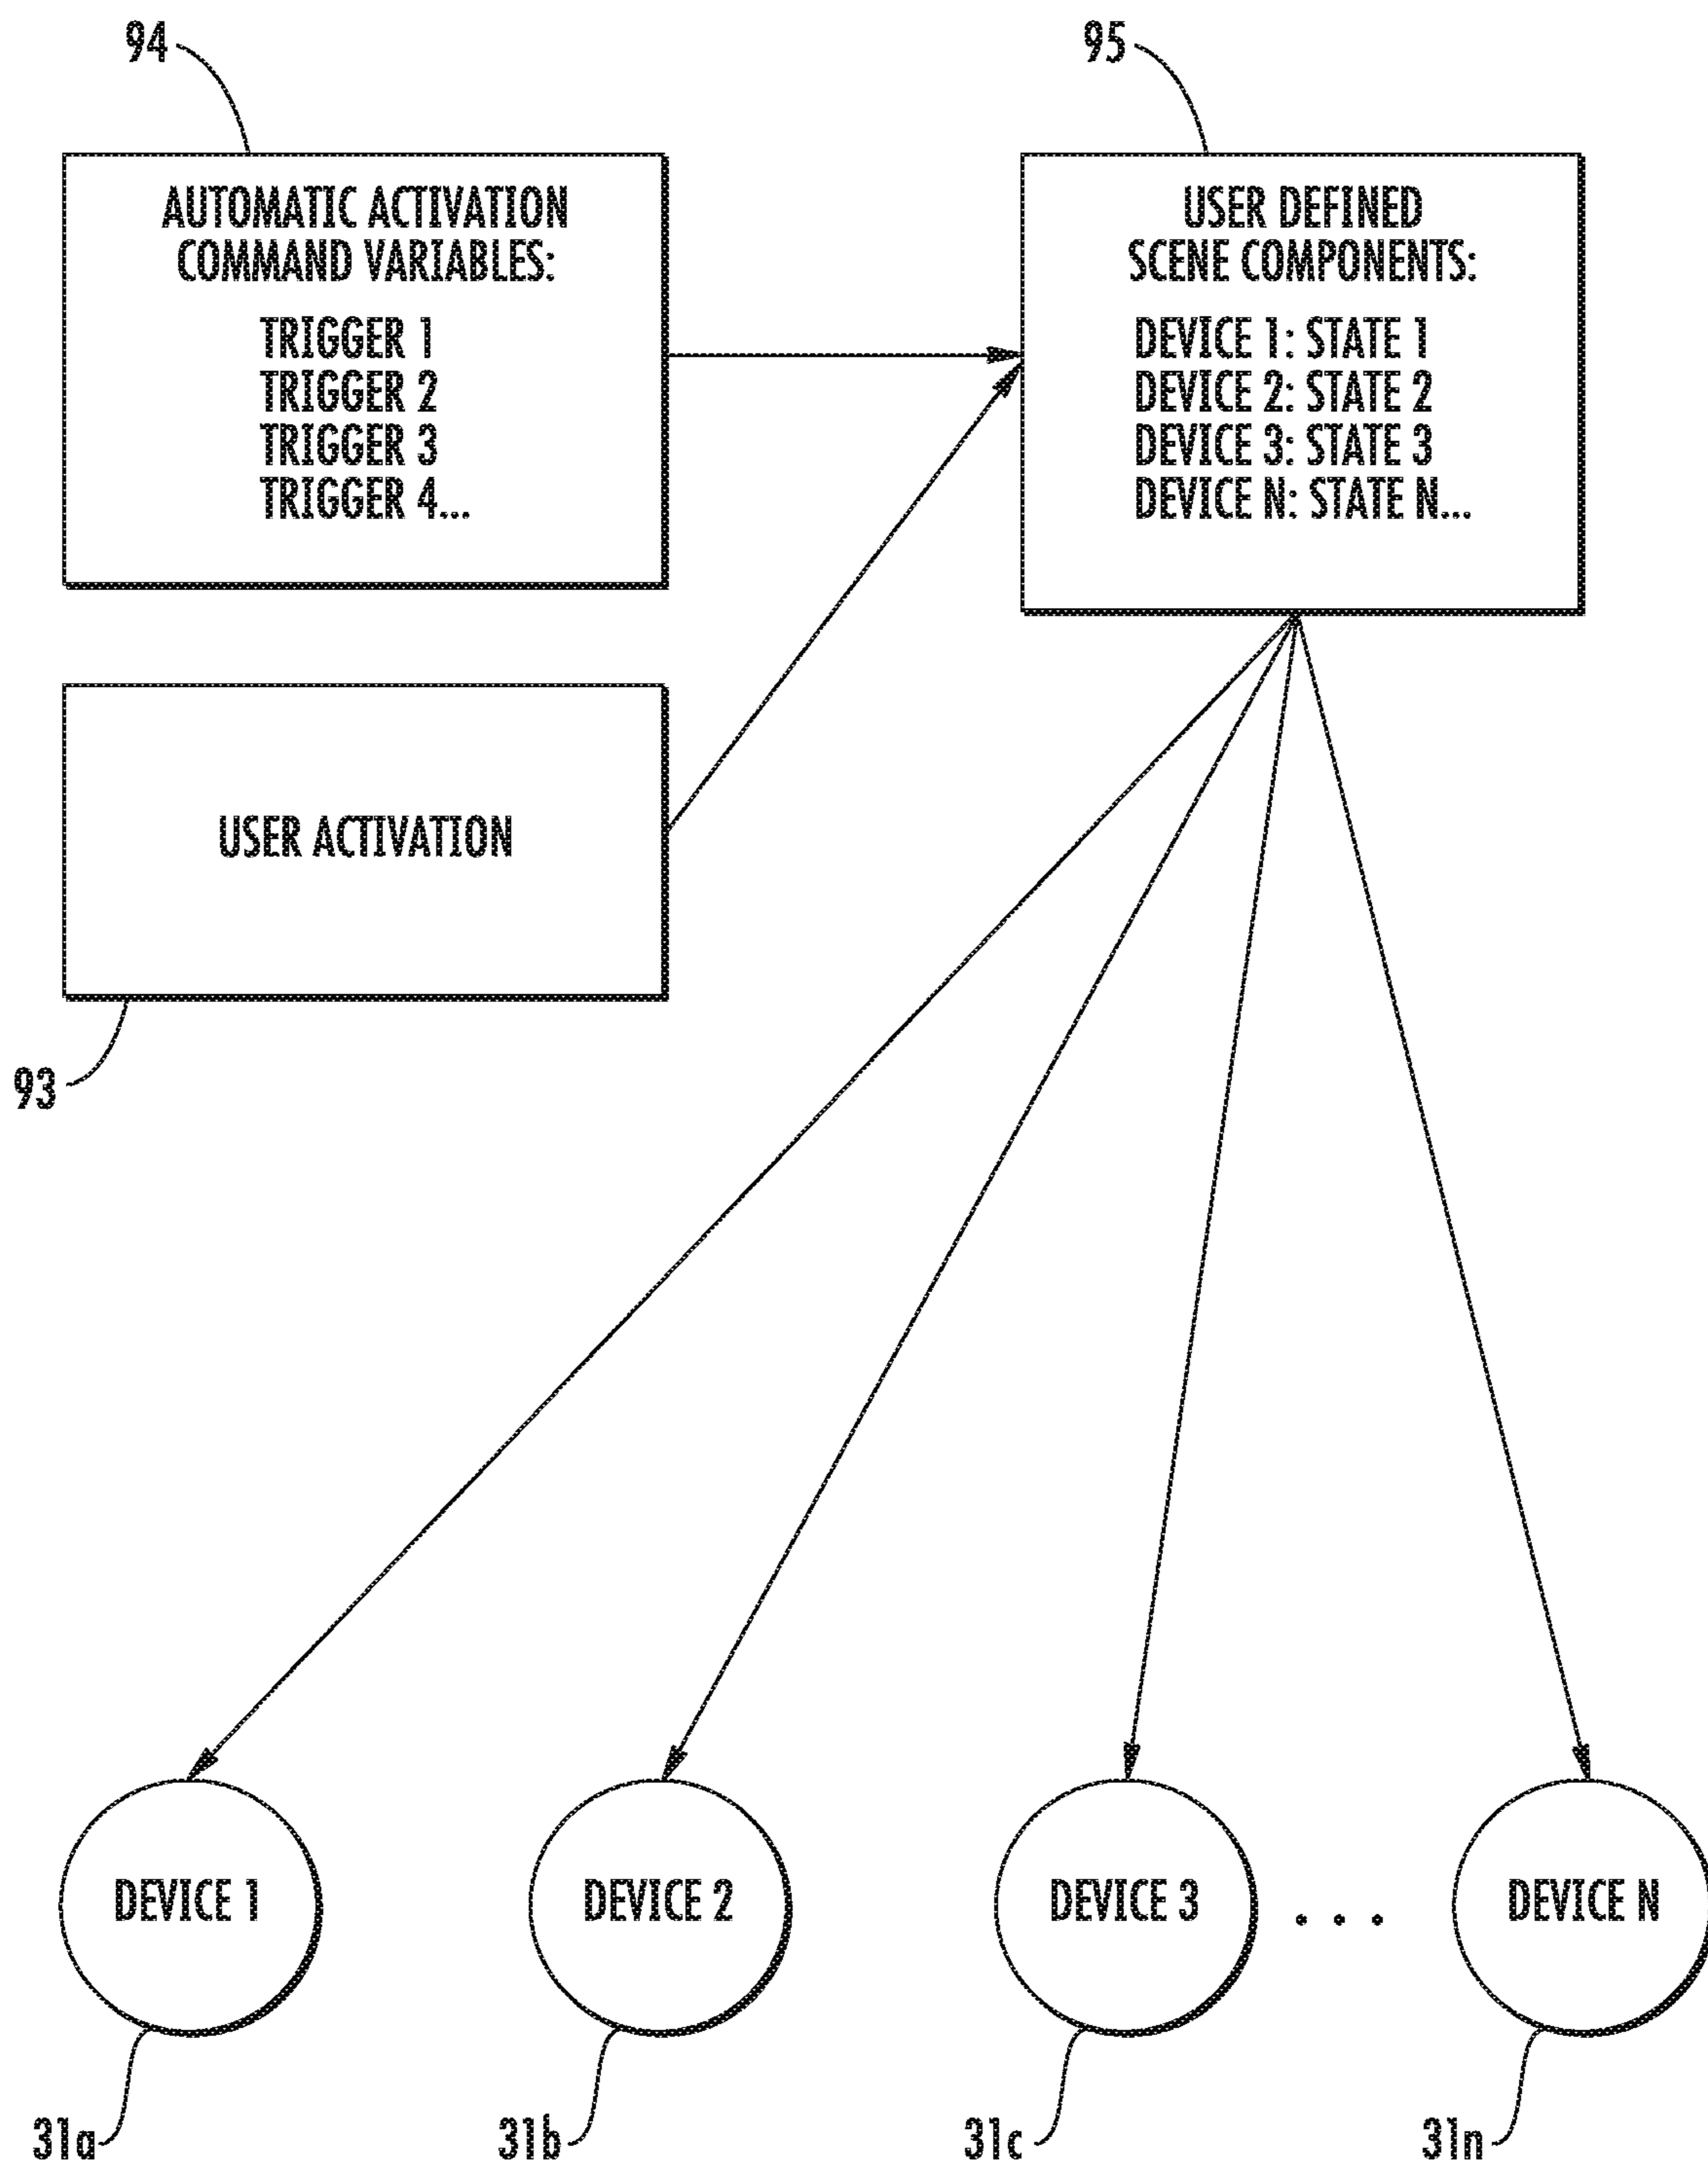 94
95
AUTOMATIC ACTIVATION
COMMAND VARIABLES:
TRIGGER 1
TRIGGER 2
TRIGGER 3
TRIGGER 4...
USER DEFINED
SCENE COMPONENTS:
DEVICE 1: STATE 1
DEVICE 2: STATE 2
DEVICE 3: STATE 3
DEVICE N: STATE N...
USER ACTIVATION
93
DEVICE 1
DEVICE 2
DEVICE 3
. . .
DEVICE N
31a
31b
31c
31n